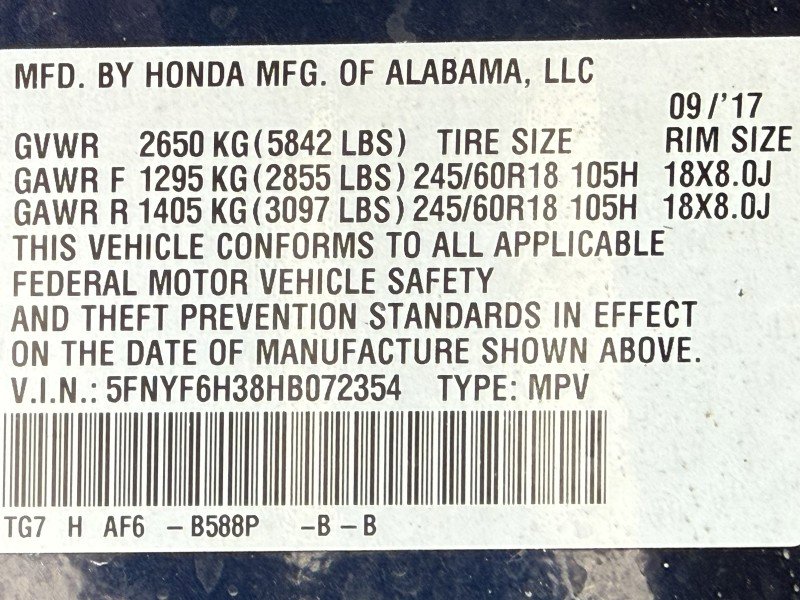 MFD. BY HONDA MFG. OF ALABAMA, LLC
09/'17
GVWR 2650 KG(5842 LBS) TIRE SIZE RIM SIZE
GAWR F 1295 KG(2855 LBS) 245/60R18 105H 18X8.0J
GAWR R 1405 KG(3097 LBS) 245/60R18 105H 18X8.0J
THIS VEHICLE CONFORMS TO ALL APPLICABLE
FEDERAL MOTOR VEHICLE SAFETY
AND THEFT PREVENTION STANDARDS IN EFFECT
ON THE DATE OF MANUFACTURE SHOWN ABOVE.
V.I.N.: 5FNYF6H38HB072354 TYPE: MPV
TG7 H AF6 -B588P -B-B